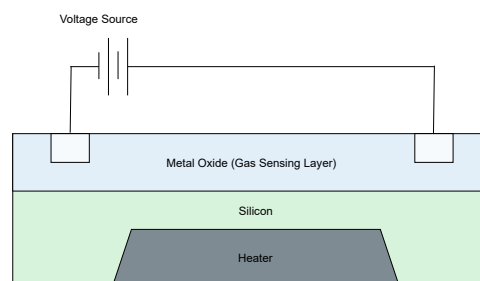 Voltage Source
Metal Oxide (Gas Sensing Layer)
Silicon
Heater